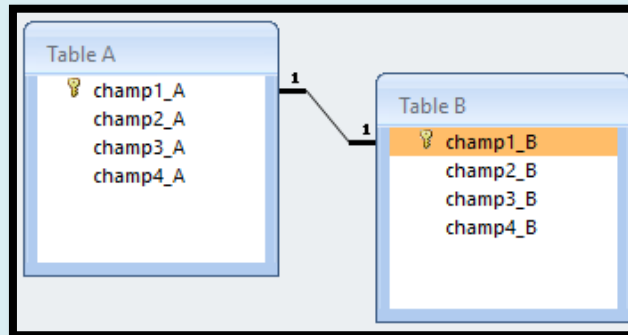 Table A
champ1_A
champ2_A
champ3_A
champ4_A
1
1
Table B
champ1_B
champ2_B
champ3_B
champ4_B